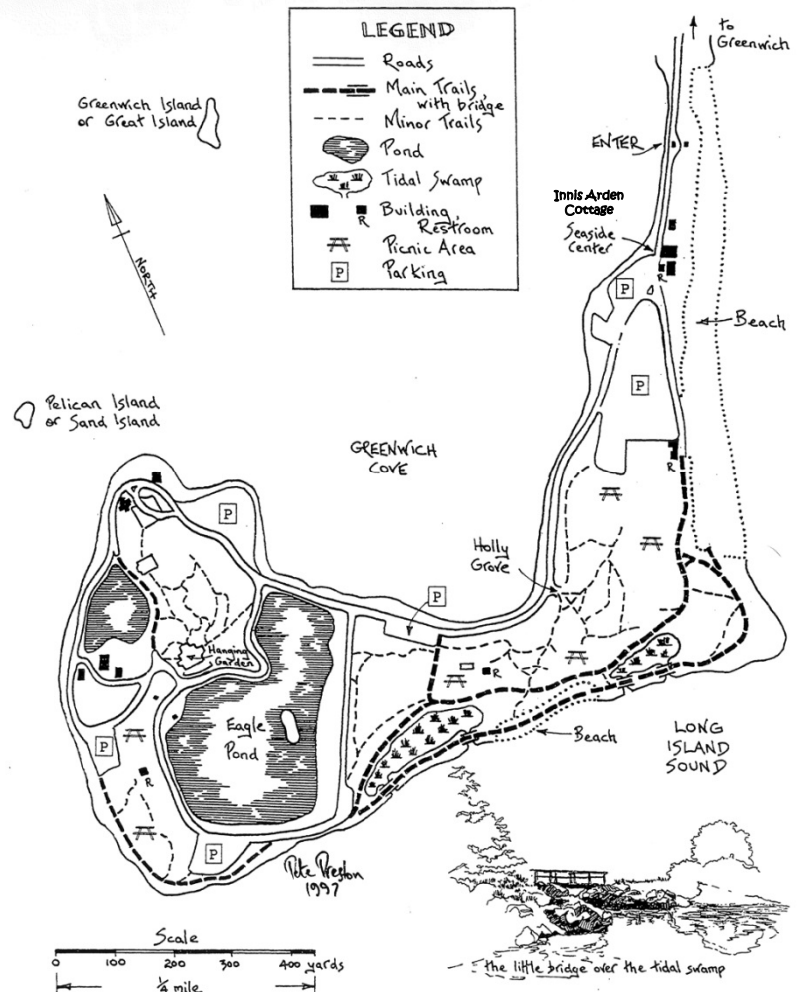 LEGEND
Roads
Main Trails,
with bridge
Minor Trails
Pond
Tidal Swamp
Building,
R
Restroom
Picnic Area
P
Parking
to
Greenwich
Greenwich Island
or Great Island
ENTER
Innis Arden
Cottage
Seaside
Center
R
P
Beach
NORTH
P
Pelican Island
or Sand Island
GREENWICH
COVE
R
P
Holly
Grove
P
Hanging
Garden
R
Eagle
Pond
P
R
Beach
LONG
ISLAND
SOUND
P
Pete Preston
1997
Scale
0 100 200 300 400 yards
1/4 mile
the little bridge over the tidal swamp